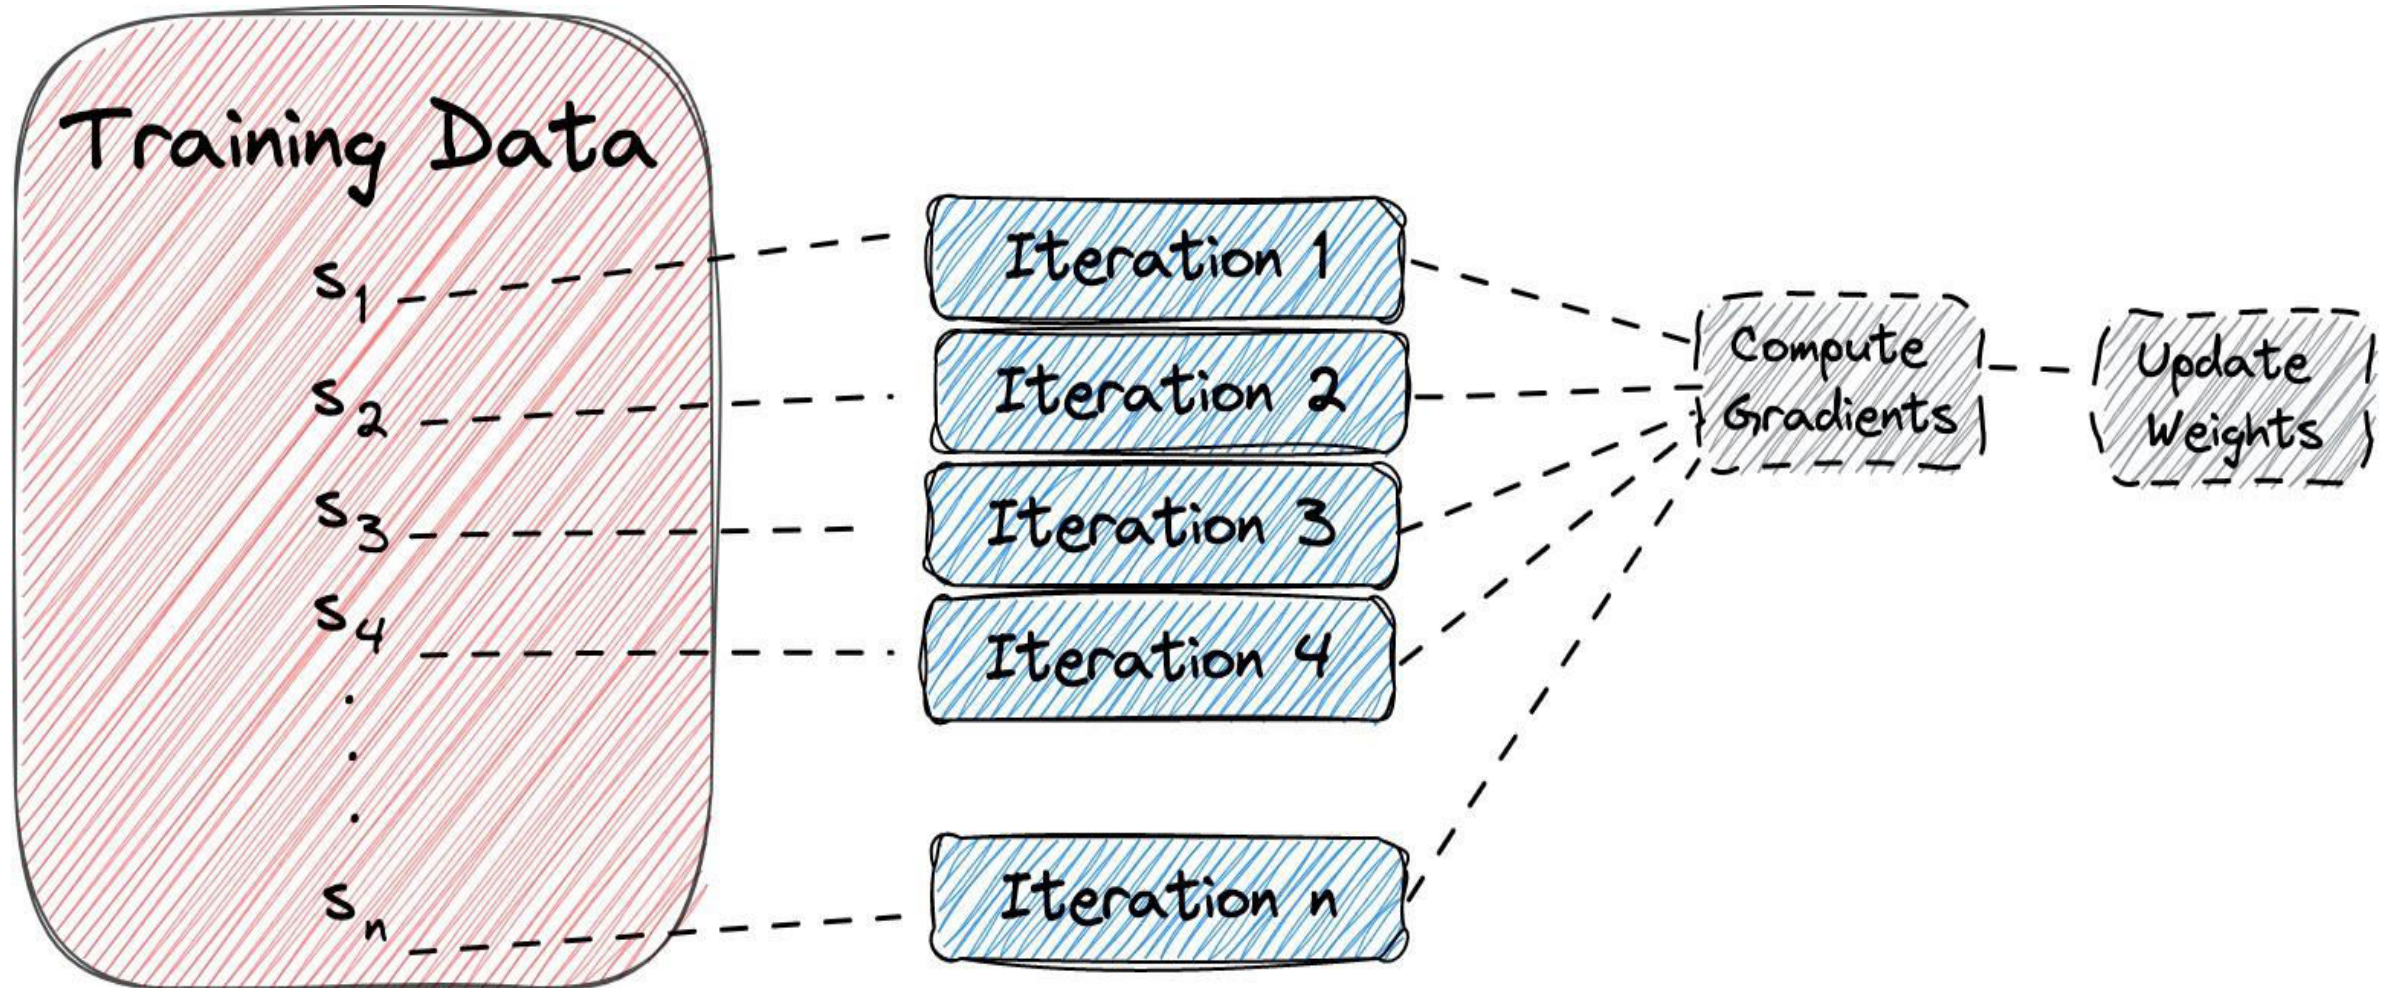 Training Data
s1
s2
s3
s4
.
.
.
sn
Iteration 1
Iteration 2
Iteration 3
Iteration 4
Iteration n
Compute
Gradients
Update
Weights